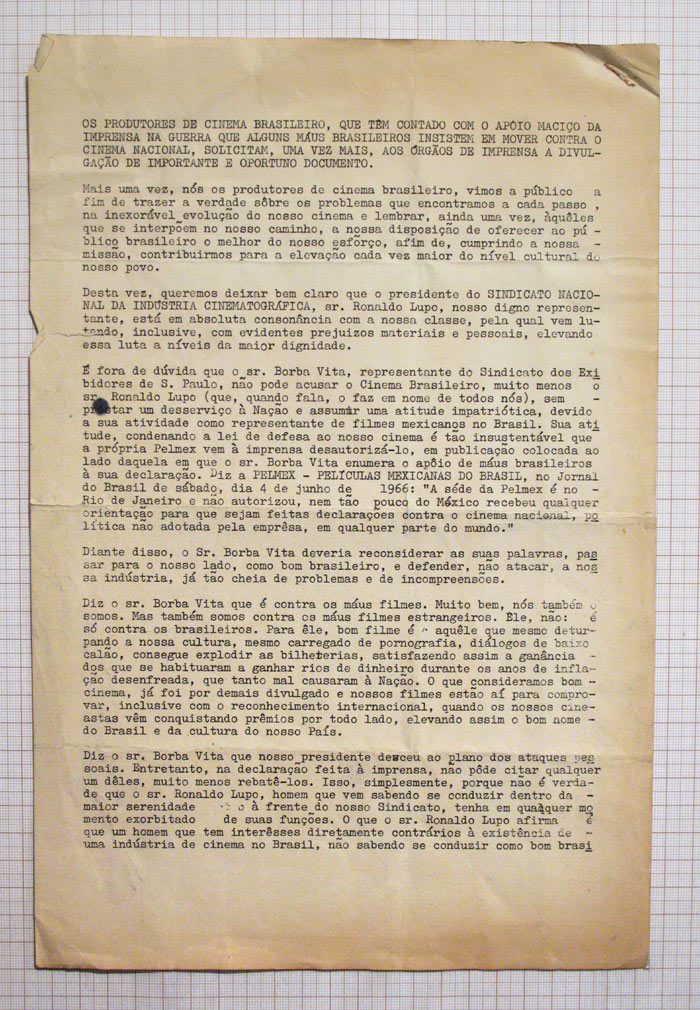 OS PRODUTORES DE CINEMA BRASILEIRO, QUE TÊM CONTADO COM O APÔIO MACIÇO DA
IMPRENSA NA GUERRA QUE ALGUNS MÁUS BRASILEIROS INSISTEM EM MOVER CONTRA O
CINEMA NACIONAL, SOLICITAM, UMA VEZ MAIS, AOS ÓRGÃOS DE IMPRENSA A DIVUL-
GAÇÃO DE IMPORTANTE E OPORTUNO DOCUMENTO.
Mais uma vez, nós os produtores de cinema brasileiro, vimos a público a
fim de trazer a verdade sôbre os problemas que encontramos a cada passo ,
na inexorável evolução do nosso cinema e lembrar, ainda uma vez, àquêles
que se interpõem no nosso caminho, a nossa disposição de oferecer ao pú -
blico brasileiro o melhor do nosso esfôrço, afim de, cumprindo a nossa -
missão, contribuirmos para a elevação cada vez maior do nível cultural do
nosso povo.
Desta vez, queremos deixar bem claro que o presidente do SINDICATO NACIO-
NAL DA INDÚSTRIA CINEMATOGRÁFICA, sr. Ronaldo Lupo, nosso digno represen-
tante, está em absoluta consonância com a nossa classe, pela qual vem lu-
tando, inclusive, com evidentes prejuizos materiais e pessoais, elevando
essa luta a níveis da maior dignidade.
É fora de dúvida que o sr. Borba Vita, representante do Sindicato dos Exi
bidores de S. Paulo, não pode acusar o Cinema Brasileiro, muito menos o
sr. Ronaldo Lupo (que, quando fala, o faz em nome de todos nós), sem -
prestar um desserviço à Nação e assumir uma atitude impatriótica, devido
a sua atividade como representante de filmes mexicanos no Brasil. Sua ati
tude, condenando a lei de defesa ao nosso cinema é tão insustentável que
a própria Pelmex vem à imprensa desautorizá-lo, em publicação colocada ao
lado daquela em que o sr. Borba Vita enumera o apôio de máus brasileiros
à sua declaração. Diz a PELMEX - PELÍCULAS MEXICANAS DO BRASIL, no Jornal
do Brasil de sábado, dia 4 de junho de 1966: "A séde da Pelmex é no -
Rio de Janeiro e não autorizou, nem tão pouco do México recebeu qualquer
orientação para que sejam feitas declarações contra o cinema nacional, po
lítica não adotada pela emprêsa, em qualquer parte do mundo."
Diante disso, o Sr. Borba Vita deveria reconsiderar as suas palavras, pas
sar para o nosso lado, como bom brasileiro, e defender, não atacar, a nos
sa indústria, já tão cheia de problemas e de incompreensões.
Diz o sr. Borba Vita que é contra os máus filmes. Muito bem, nós também o
somos. Mas também somos contra os máus filmes estrangeiros. Êle, não: é
só contra os brasileiros. Para êle, bom filme é aquêle que mesmo detur-
pando a nossa cultura, mesmo carregado de pornografia, diálogos de baixo
calão, consegue explodir as bilheterias, satisfazendo assim a ganância -
dos que se habituaram a ganhar rios de dinheiro durante os anos de infla-
ção desenfreada, que tanto mal causaram à Nação. O que consideramos bom -
cinema, já foi por demais divulgado e nossos filmes estão aí para compro-
var, inclusive com o reconhecimento internacional, quando os nossos cine-
astas vêm conquistando prêmios por todo lado, elevando assim o bom nome -
do Brasil e da cultura do nosso País.
Diz o sr. Borba Vita que nosso presidente desceu ao plano dos ataques pes
soais. Entretanto, na declaração feita à imprensa, não pôde citar qualquer
um dêles, muito menos rebatê-los. Isso, simplesmente, porque não é verda-
de que o sr. Ronaldo Lupo, homem que vem sabendo se conduzir dentro da -
maior serenidade à frente do nosso Sindicato, tenha em qualquer mo
mento exorbitado de suas funções. O que o sr. Ronaldo Lupo afirma é
que um homem que tem interêsses diretamente contrários à existência de -
uma indústria de cinema no Brasil, não sabendo se conduzir como bom brasi